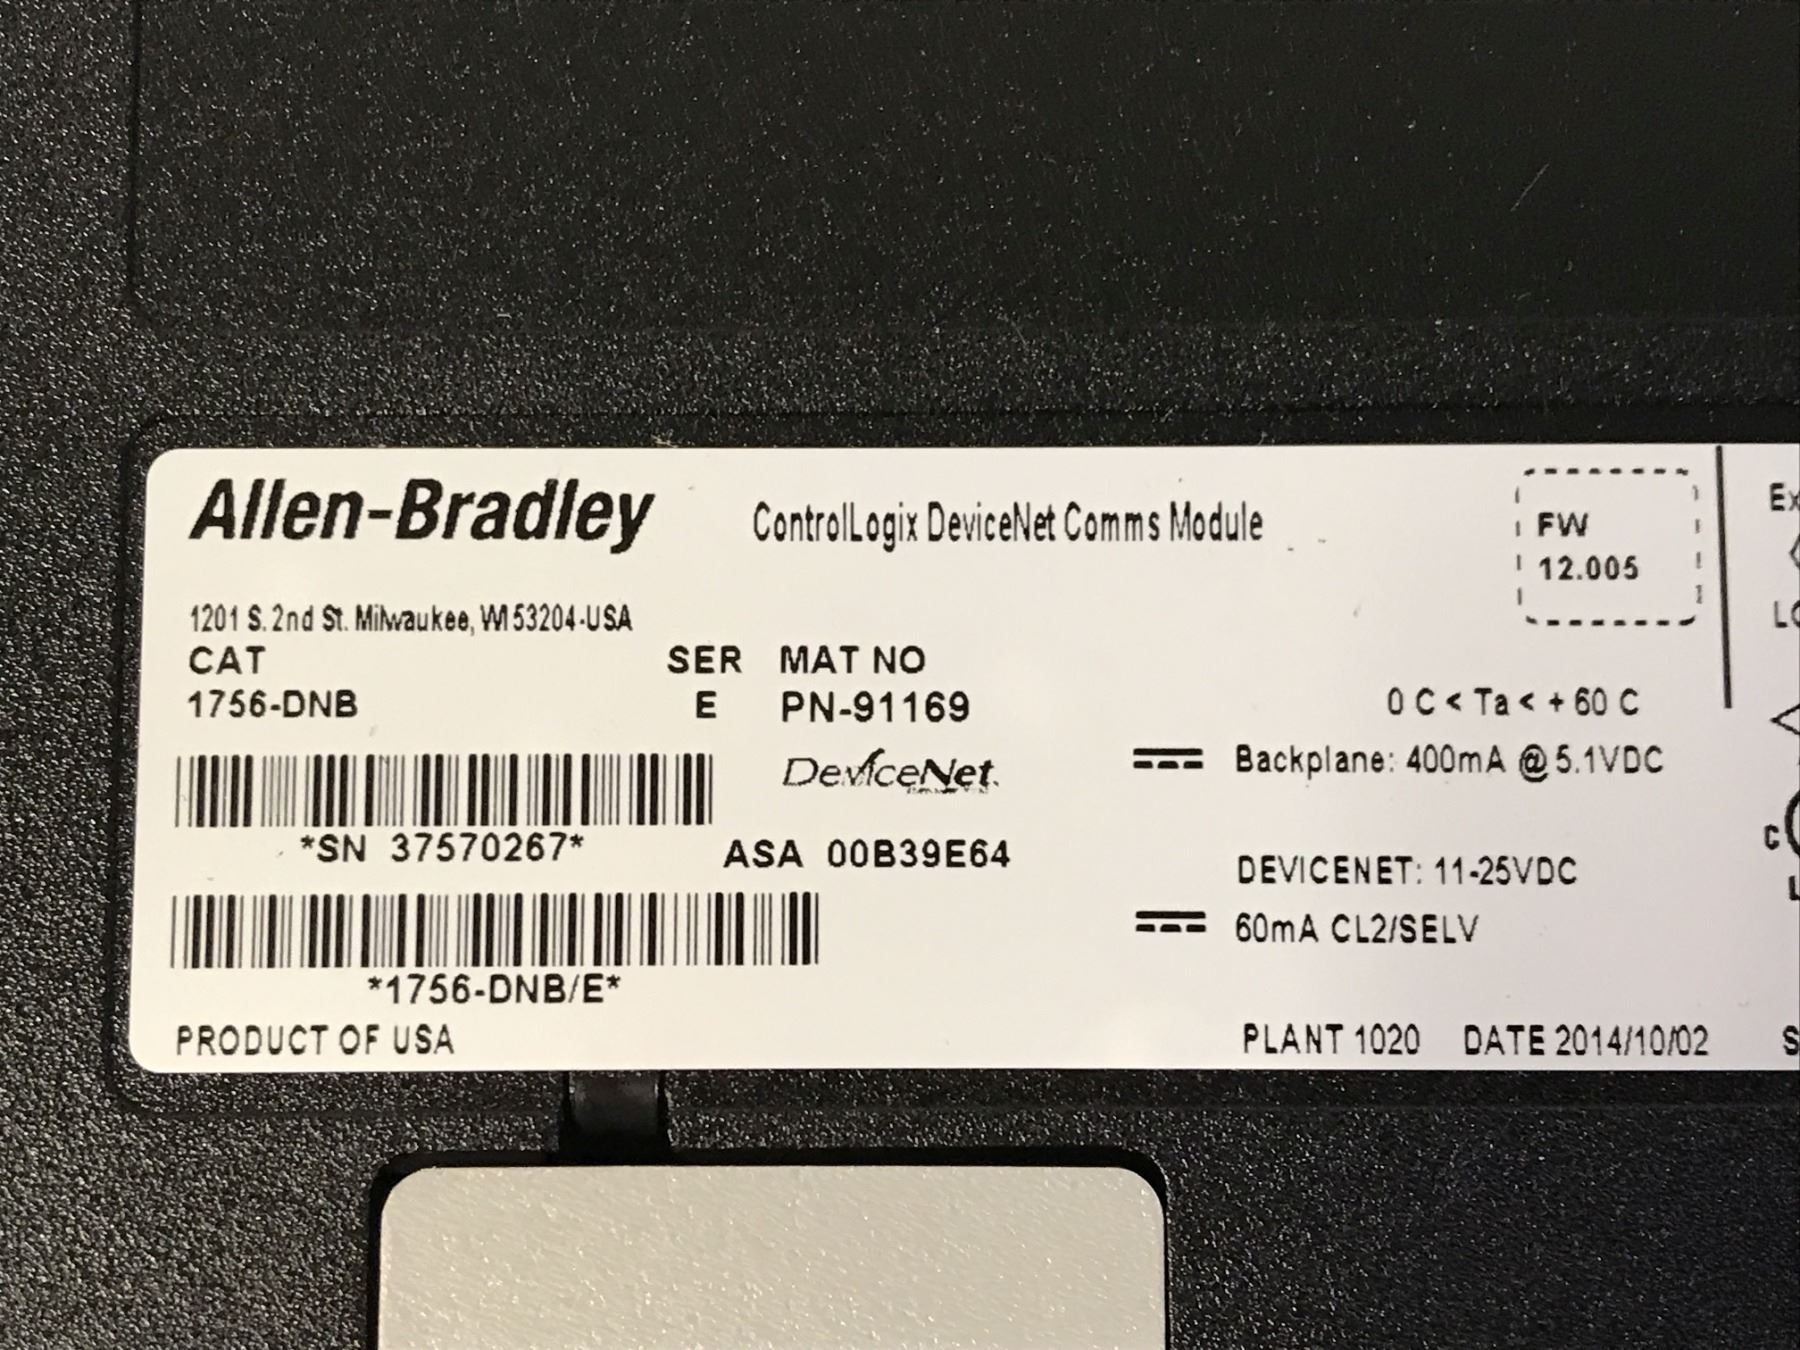 Allen-Bradley
ControlLogix DeviceNet Comms Module
FW
12.005
1201 S. 2nd St. Milwaukee, WI 53204-USA
CAT SER MAT NO
1756-DNB E PN-91169
0 C < Ta < + 60 C
DeviceNet.
Backplane: 400mA @ 5.1VDC
*SN 37570267*
ASA 00B39E64
DEVICENET: 11-25VDC
60mA CL2/SELV
*1756-DNB/E*
PRODUCT OF USA
PLANT 1020 DATE 2014/10/02
Ex
C